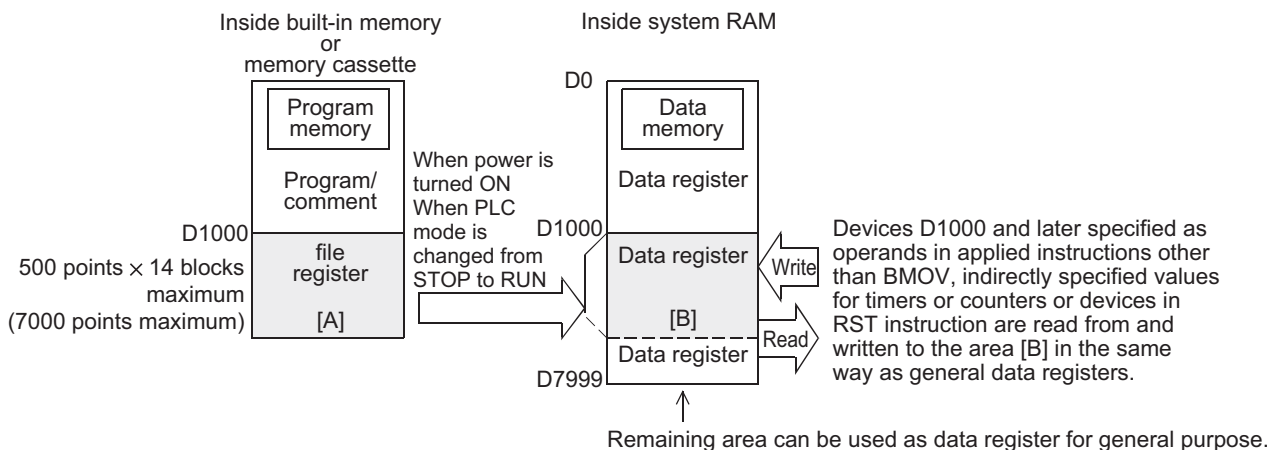 Inside built-in memory
or
memory cassette
Inside system RAM
D0
Program
memory
Program/
comment
When power is
turned ON
When PLC
mode is
changed from
STOP to RUN
Data
memory
Data register
D1000
file
register
[A]
500 points × 14 blocks
maximum
(7000 points maximum)
D1000
Data register
[B]
Data register
D7999
Write
Read
Devices D1000 and later specified as
operands in applied instructions other
than BMOV, indirectly specified values
for timers or counters or devices in
RST instruction are read from and
written to the area [B] in the same
way as general data registers.
Remaining area can be used as data register for general purpose.